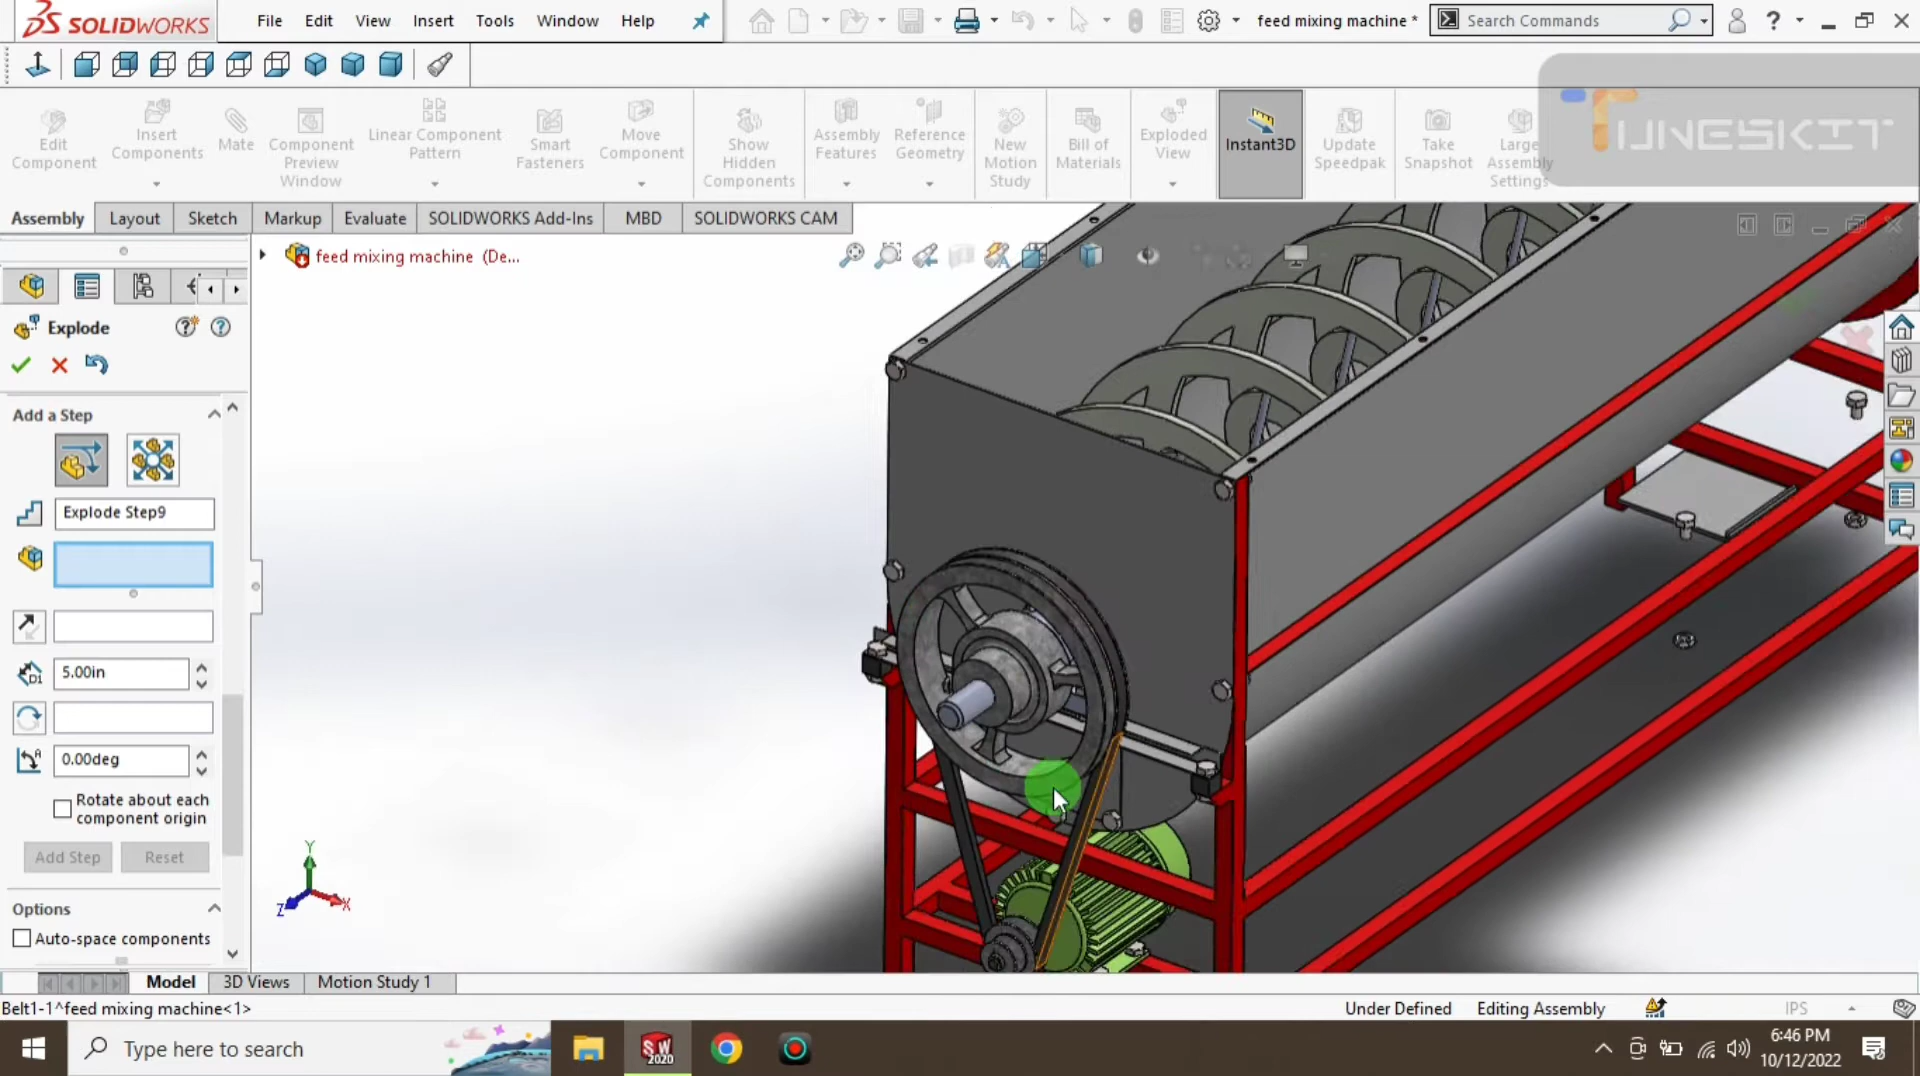 SOLIDWORKS
File Edit View Insert Tools Window Help
feed mixing machine *
Search Commands
TUNESKIT
Edit Component
Insert Components
Mate
Component Preview Window
Linear Component Pattern
Smart Fasteners
Move Component
Show Hidden Components
Assembly Features
Reference Geometry
New Motion Study
Bill of Materials
Exploded View
Instant3D
Update Speedpak
Take Snapshot
Large Assembly Settings
Assembly Layout Sketch Markup Evaluate SOLIDWORKS Add-Ins MBD SOLIDWORKS CAM
feed mixing machine (De...
Explode
Add a Step
Explode Step9
D1
5.00in
0.00deg
Rotate about each component origin
Add Step Reset
Options
Auto-space components
Y
Z
X
Model 3D Views Motion Study 1
Belt1-1^feed mixing machine<1>
Under Defined Editing Assembly IPS
Type here to search
SW
2020
6:46 PM
10/12/2022